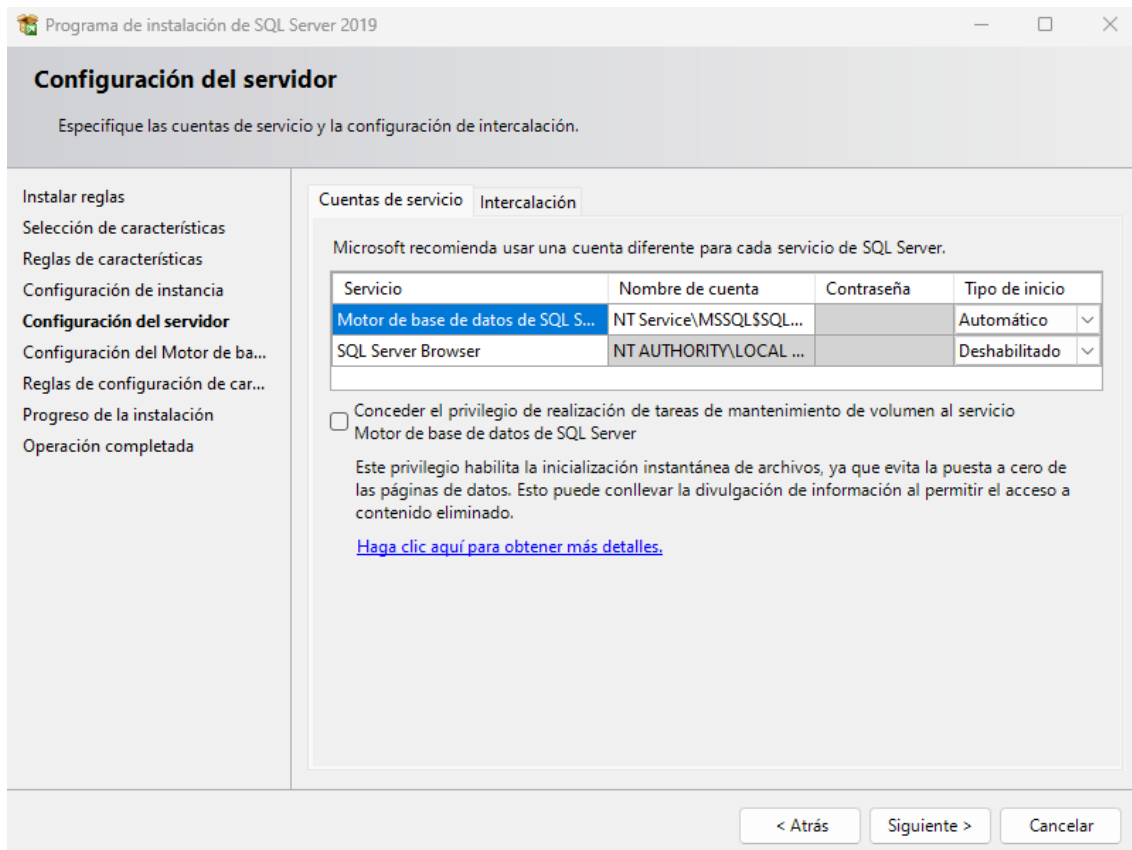 Programa de instalación de SQL Server 2019
Configuración del servidor
Especifique las cuentas de servicio y la configuración de intercalación.
Instalar reglas
Selección de características
Reglas de características
Configuración de instancia
Configuración del servidor
Configuración del Motor de ba...
Reglas de configuración de car...
Progreso de la instalación
Operación completada
Cuentas de servicio Intercalación
Microsoft recomienda usar una cuenta diferente para cada servicio de SQL Server.
Servicio Nombre de cuenta Contraseña Tipo de inicio
Motor de base de datos de SQL S... NT Service\MSSQL$SQL... Automático
SQL Server Browser NT AUTHORITY\LOCAL ... Deshabilitado
Conceder el privilegio de realización de tareas de mantenimiento de volumen al servicio
Motor de base de datos de SQL Server
Este privilegio habilita la inicialización instantánea de archivos, ya que evita la puesta a cero de
las páginas de datos. Esto puede conllevar la divulgación de información al permitir el acceso a
contenido eliminado.
Haga clic aquí para obtener más detalles.
< Atrás Siguiente > Cancelar